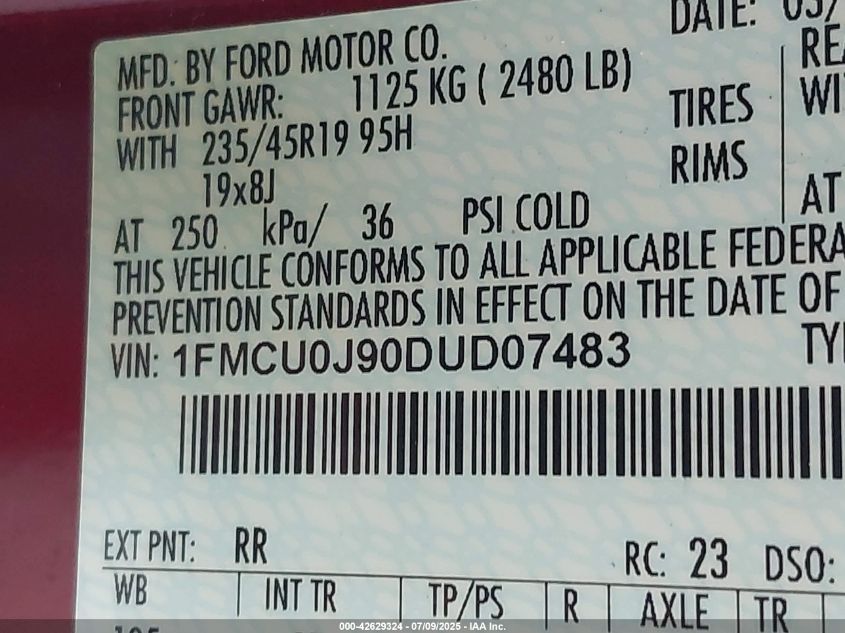 DATE: 03/
MFD. BY FORD MOTOR CO.
FRONT GAWR: 1125 KG ( 2480 LB)
WITH 235/45R19 95H TIRES WI
19x8J RIMS
AT 250 kPa/ 36 PSI COLD AT
THIS VEHICLE CONFORMS TO ALL APPLICABLE FEDERA
PREVENTION STANDARDS IN EFFECT ON THE DATE OF
VIN: 1FMCU0J90DUD07483
EXT PNT: RR RC: 23 DSO:
WB INT TR TP/PS R AXLE TR
000-42629324 - 07/09/2025 - IAA Inc.